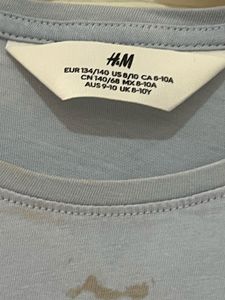 H&M
EUR 134/140 US 8/10 CA 8-10A
CN 140/68 MX 8-10A
AUS 9-10 UK 8-10Y